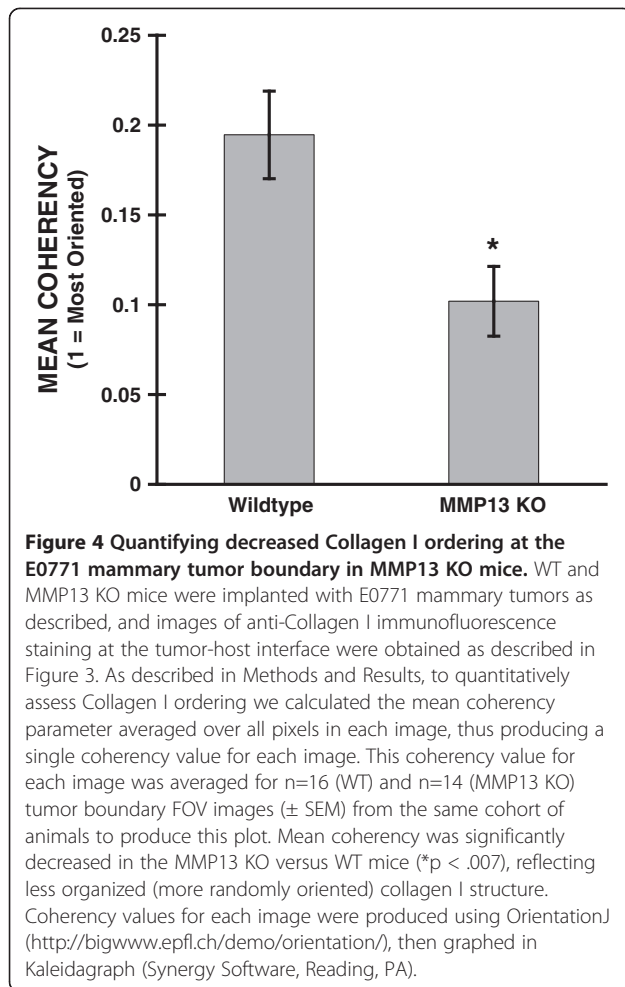 0.25
0.2
0.15
0.1
0.05
0
MEAN COHERENCY
(1 = Most Oriented)
*
Wildtype
MMP13 KO
Figure 4 Quantifying decreased Collagen I ordering at the
E0771 mammary tumor boundary in MMP13 KO mice. WT and
MMP13 KO mice were implanted with E0771 mammary tumors as
described, and images of anti-Collagen I immunofluorescence
staining at the tumor-host interface were obtained as described in
Figure 3. As described in Methods and Results, to quantitatively
assess Collagen I ordering we calculated the mean coherency
parameter averaged over all pixels in each image, thus producing a
single coherency value for each image. This coherency value for
each image was averaged for n=16 (WT) and n=14 (MMP13 KO)
tumor boundary FOV images (± SEM) from the same cohort of
animals to produce this plot. Mean coherency was significantly
decreased in the MMP13 KO versus WT mice (*p < .007), reflecting
less organized (more randomly oriented) collagen I structure.
Coherency values for each image were produced using OrientationJ
(http://bigwww.epfl.ch/demo/orientation/), then graphed in
Kaleidagraph (Synergy Software, Reading, PA).